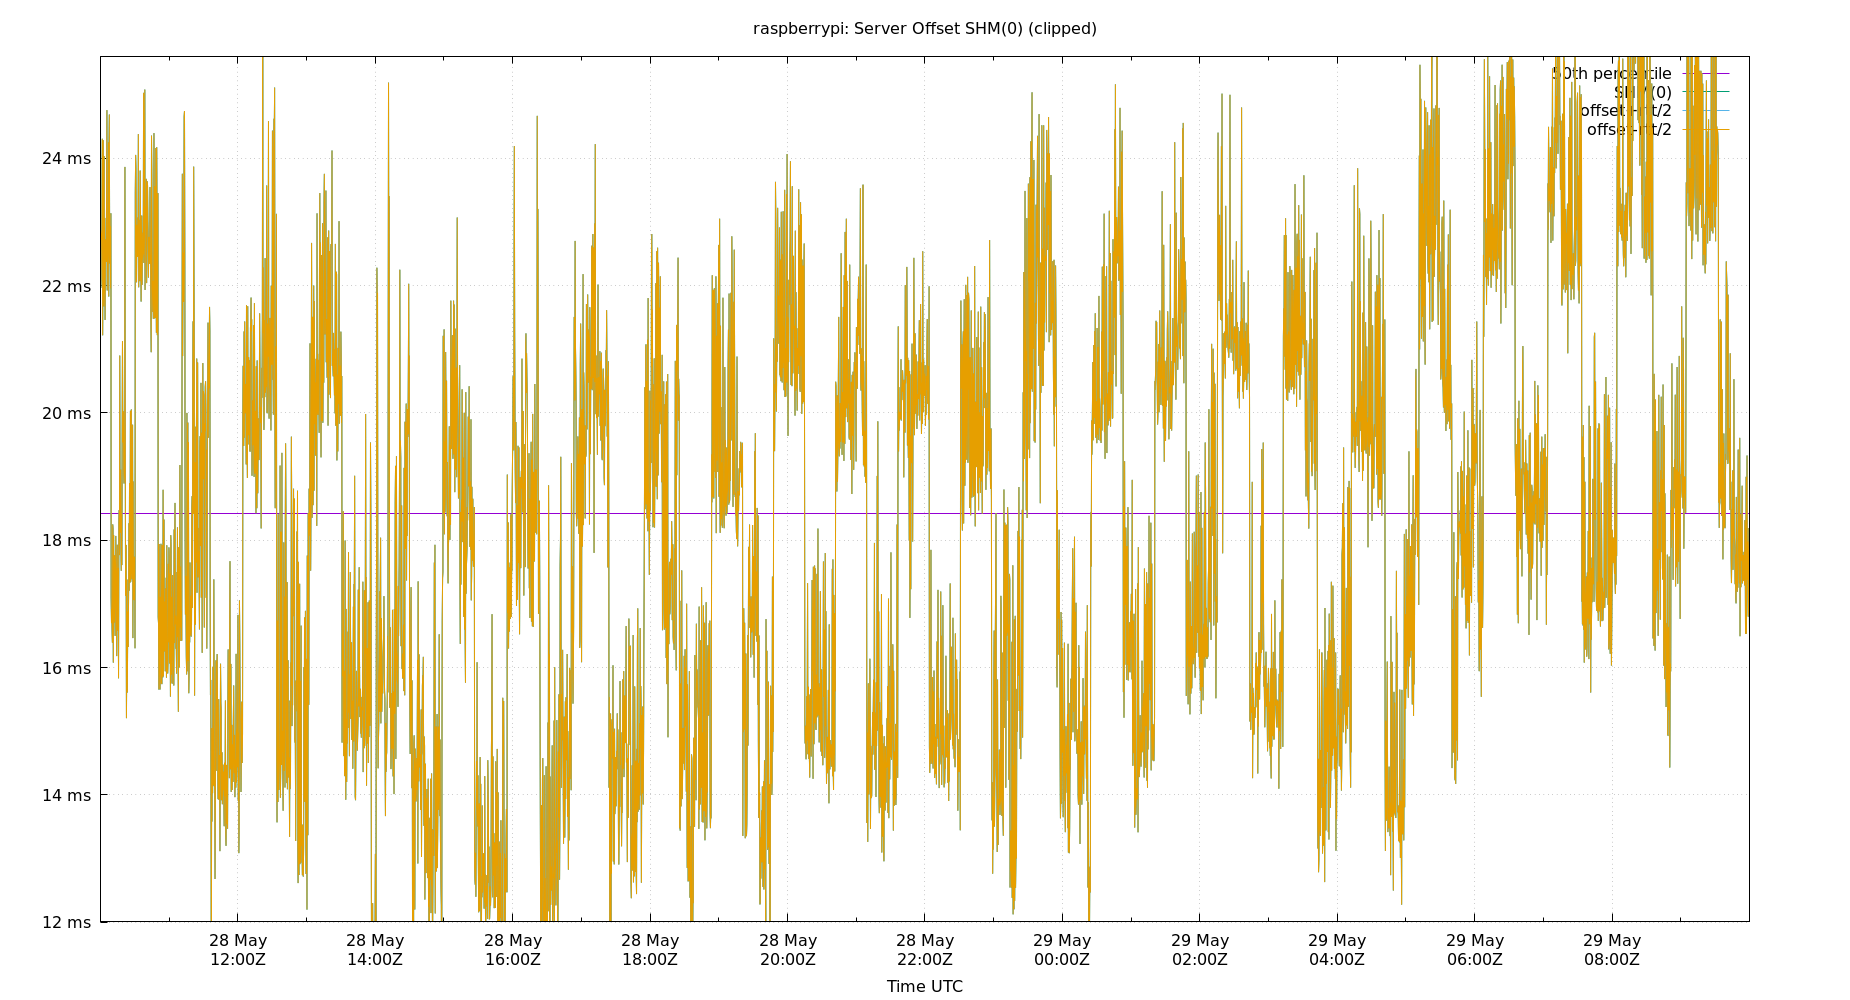 raspberrypi: Server Offset SHM(0) (clipped)
50th percentile
SHM(0)
offset+rtt/2
offset-rtt/2
24 ms
22 ms
20 ms
18 ms
16 ms
14 ms
12 ms
28 May 28 May 28 May 28 May 28 May 28 May 29 May 29 May 29 May 29 May 29 May
12:00Z 14:00Z 16:00Z 18:00Z 20:00Z 22:00Z 00:00Z 02:00Z 04:00Z 06:00Z 08:00Z
Time UTC